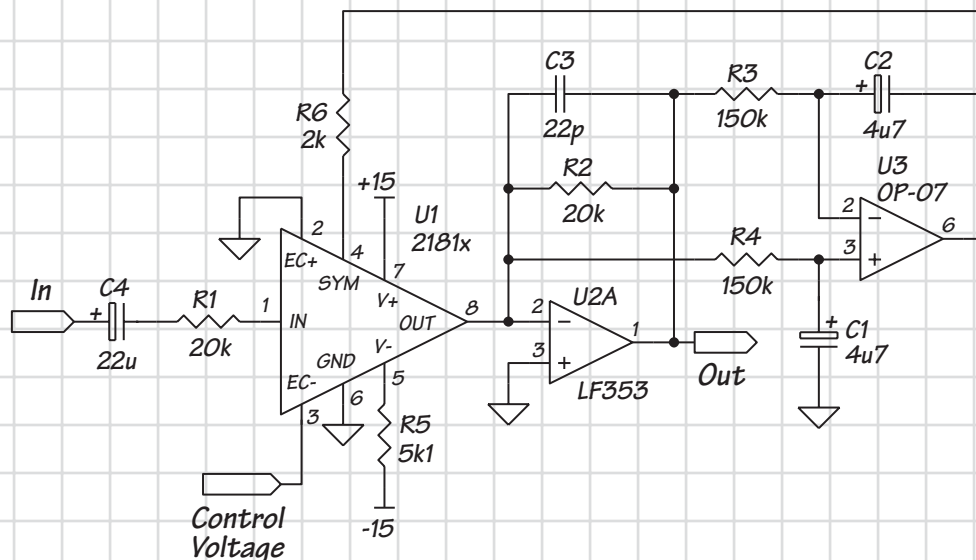 C3
22p
R3
150k
C2
+
4u7
R6
2k
R2
20k
U3
OP-07
+15
U1
2181x
2
EC+
4
SYM
7
V+
2
-
6
3
+
R4
150k
In
C4
+
22u
R1
20k
1
IN
OUT
8
V-
GND
EC-
3
6
5
2
-
3
+
U2A
1
LF353
Out
+
C1
4u7
R5
5k1
-15
Control
Voltage